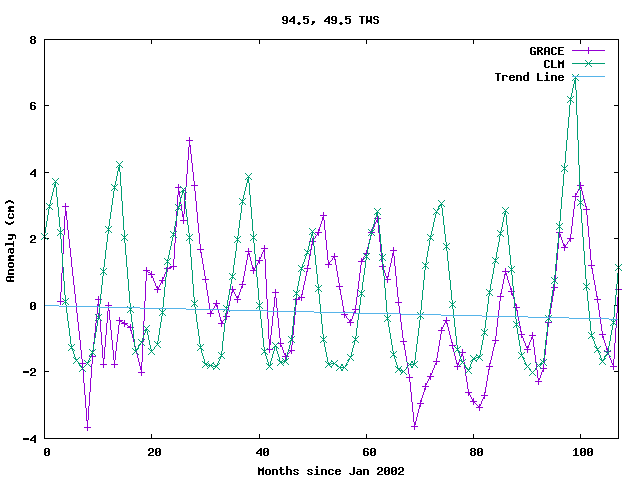 94.5, 49.5 TWS
GRACE
CLM
Trend Line
8
6
4
2
0
-2
-4
Anomaly (cm)
0 20 40 60 80 100
Months since Jan 2002